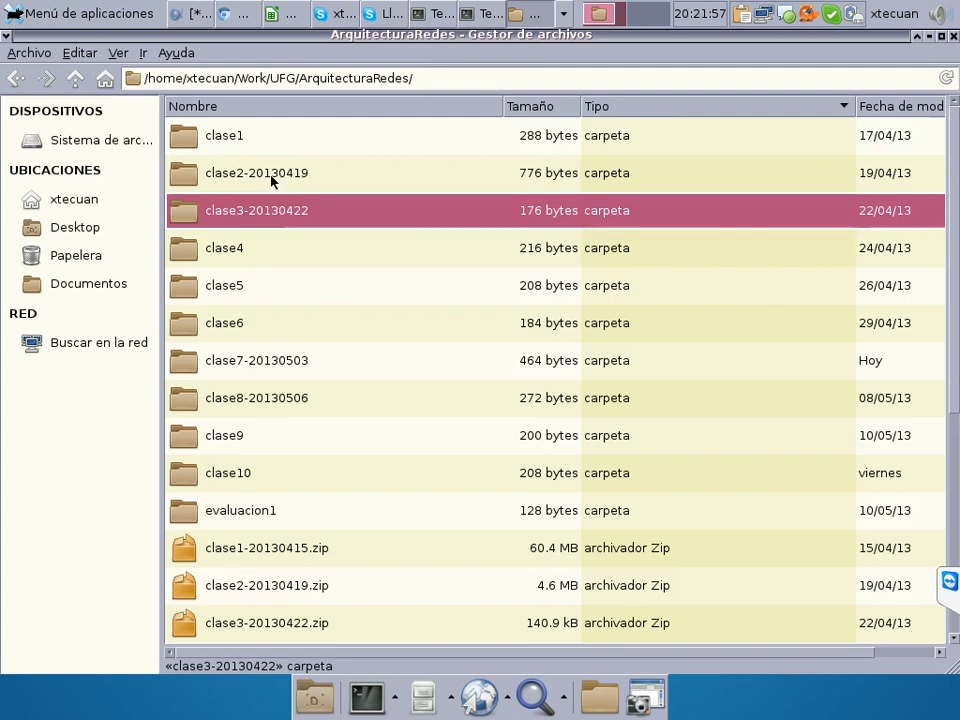 Menú de aplicaciones [*... ... ... xt... Ll... Te... Te... ... 20:21:57 xtecuan
ArquitecturaRedes - Gestor de archivos
Archivo Editar Ver Ir Ayuda
/home/xtecuan/Work/UFG/ArquitecturaRedes/
DISPOSITIVOS
Sistema de arc...
UBICACIONES
xtecuan
Desktop
Papelera
Documentos
RED
Buscar en la red
Nombre Tamaño Tipo Fecha de mod
clase1 288 bytes carpeta 17/04/13
clase2-20130419 776 bytes carpeta 19/04/13
clase3-20130422 176 bytes carpeta 22/04/13
clase4 216 bytes carpeta 24/04/13
clase5 208 bytes carpeta 26/04/13
clase6 184 bytes carpeta 29/04/13
clase7-20130503 464 bytes carpeta Hoy
clase8-20130506 272 bytes carpeta 08/05/13
clase9 200 bytes carpeta 10/05/13
clase10 208 bytes carpeta viernes
evaluacion1 128 bytes carpeta 10/05/13
clase1-20130415.zip 60.4 MB archivador Zip 15/04/13
clase2-20130419.zip 4.6 MB archivador Zip 19/04/13
clase3-20130422.zip 140.9 kB archivador Zip 22/04/13
«clase3-20130422» carpeta